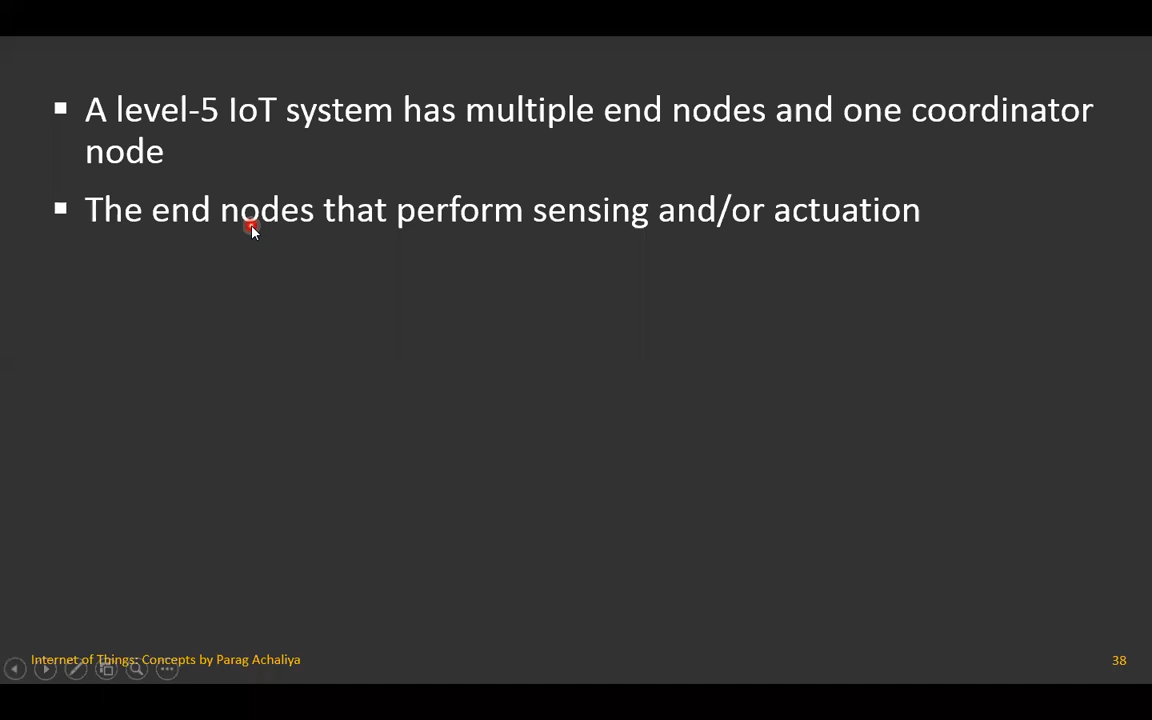 ▪ A level-5 IoT system has multiple end nodes and one coordinator
node
▪ The end nodes that perform sensing and/or actuation
Internet of Things: Concepts by Parag Achaliya
38